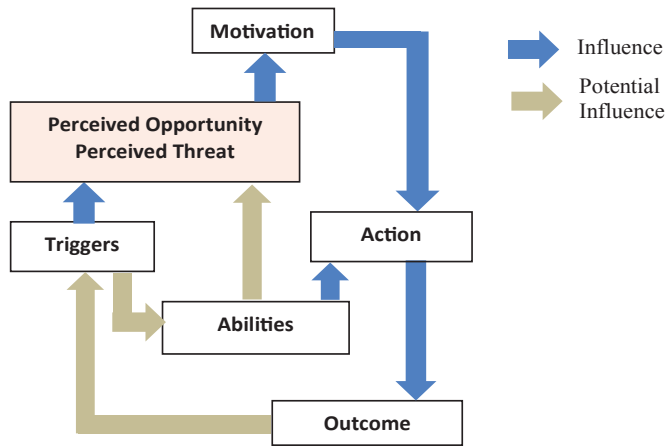 Motivation
Influence
Potential
Influence
Perceived Opportunity
Perceived Threat
Triggers
Action
Abilities
Outcome